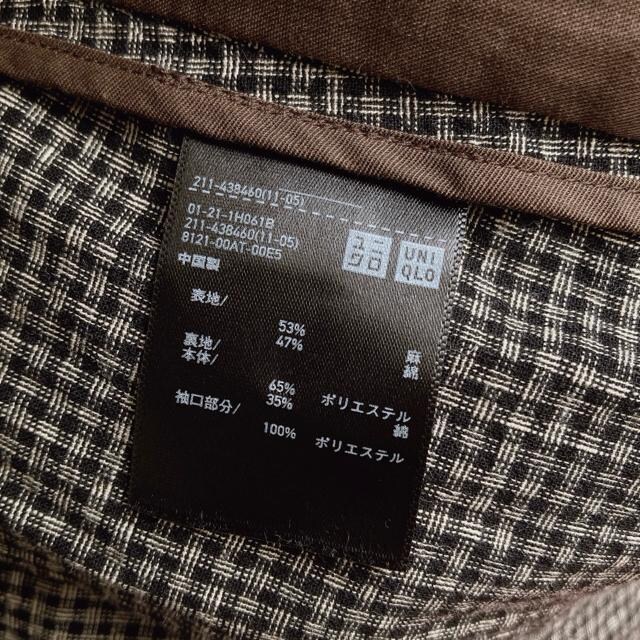 211-438460(11-05)
01-21-1H061B
211-438460(11-05)
8121-00AT-00E5
中国製
ユニ
クロ
UNI
QLO
表地/
53% 麻
47% 綿
裏地/
本体/
65% ポリエステル
35% 綿
袖口部分/
100% ポリエステル